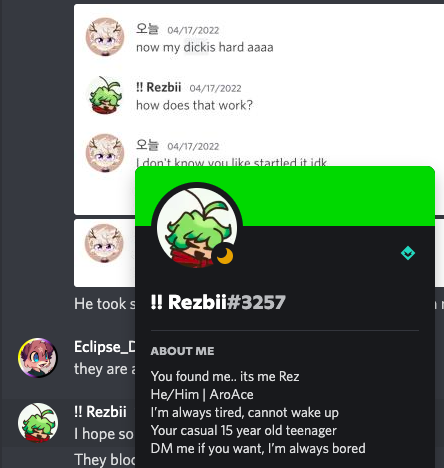 오늘 04/17/2022
now my dickis hard aaaa
!! Rezbii 04/17/2022
how does that work?
오늘 04/17/2022
I don't know you like startled it idk
!! Rezbii#3257
ABOUT ME
You found me.. its me Rez
He/Him | AroAce
I'm always tired, cannot wake up
Your casual 15 year old teenager
DM me if you want, I'm always bored
He took
Eclipse_
they are
!! Rezbii
I hope so
They